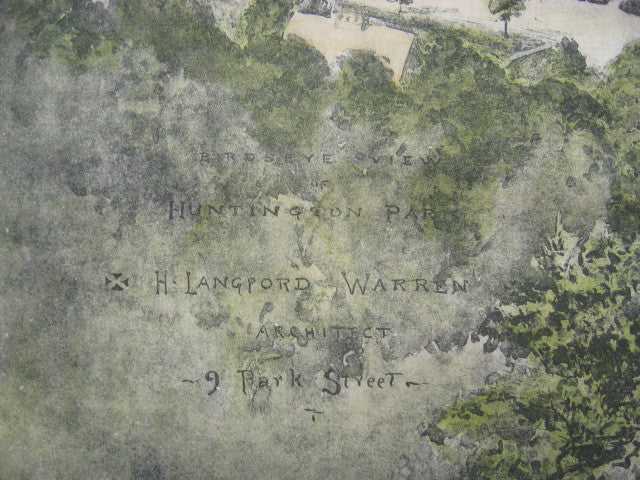 BIRDSEYE VIEW
OF
HUNTINGTON PARK
H. LANGFORD WARREN
ARCHITECT
~ 9 Park Street ~